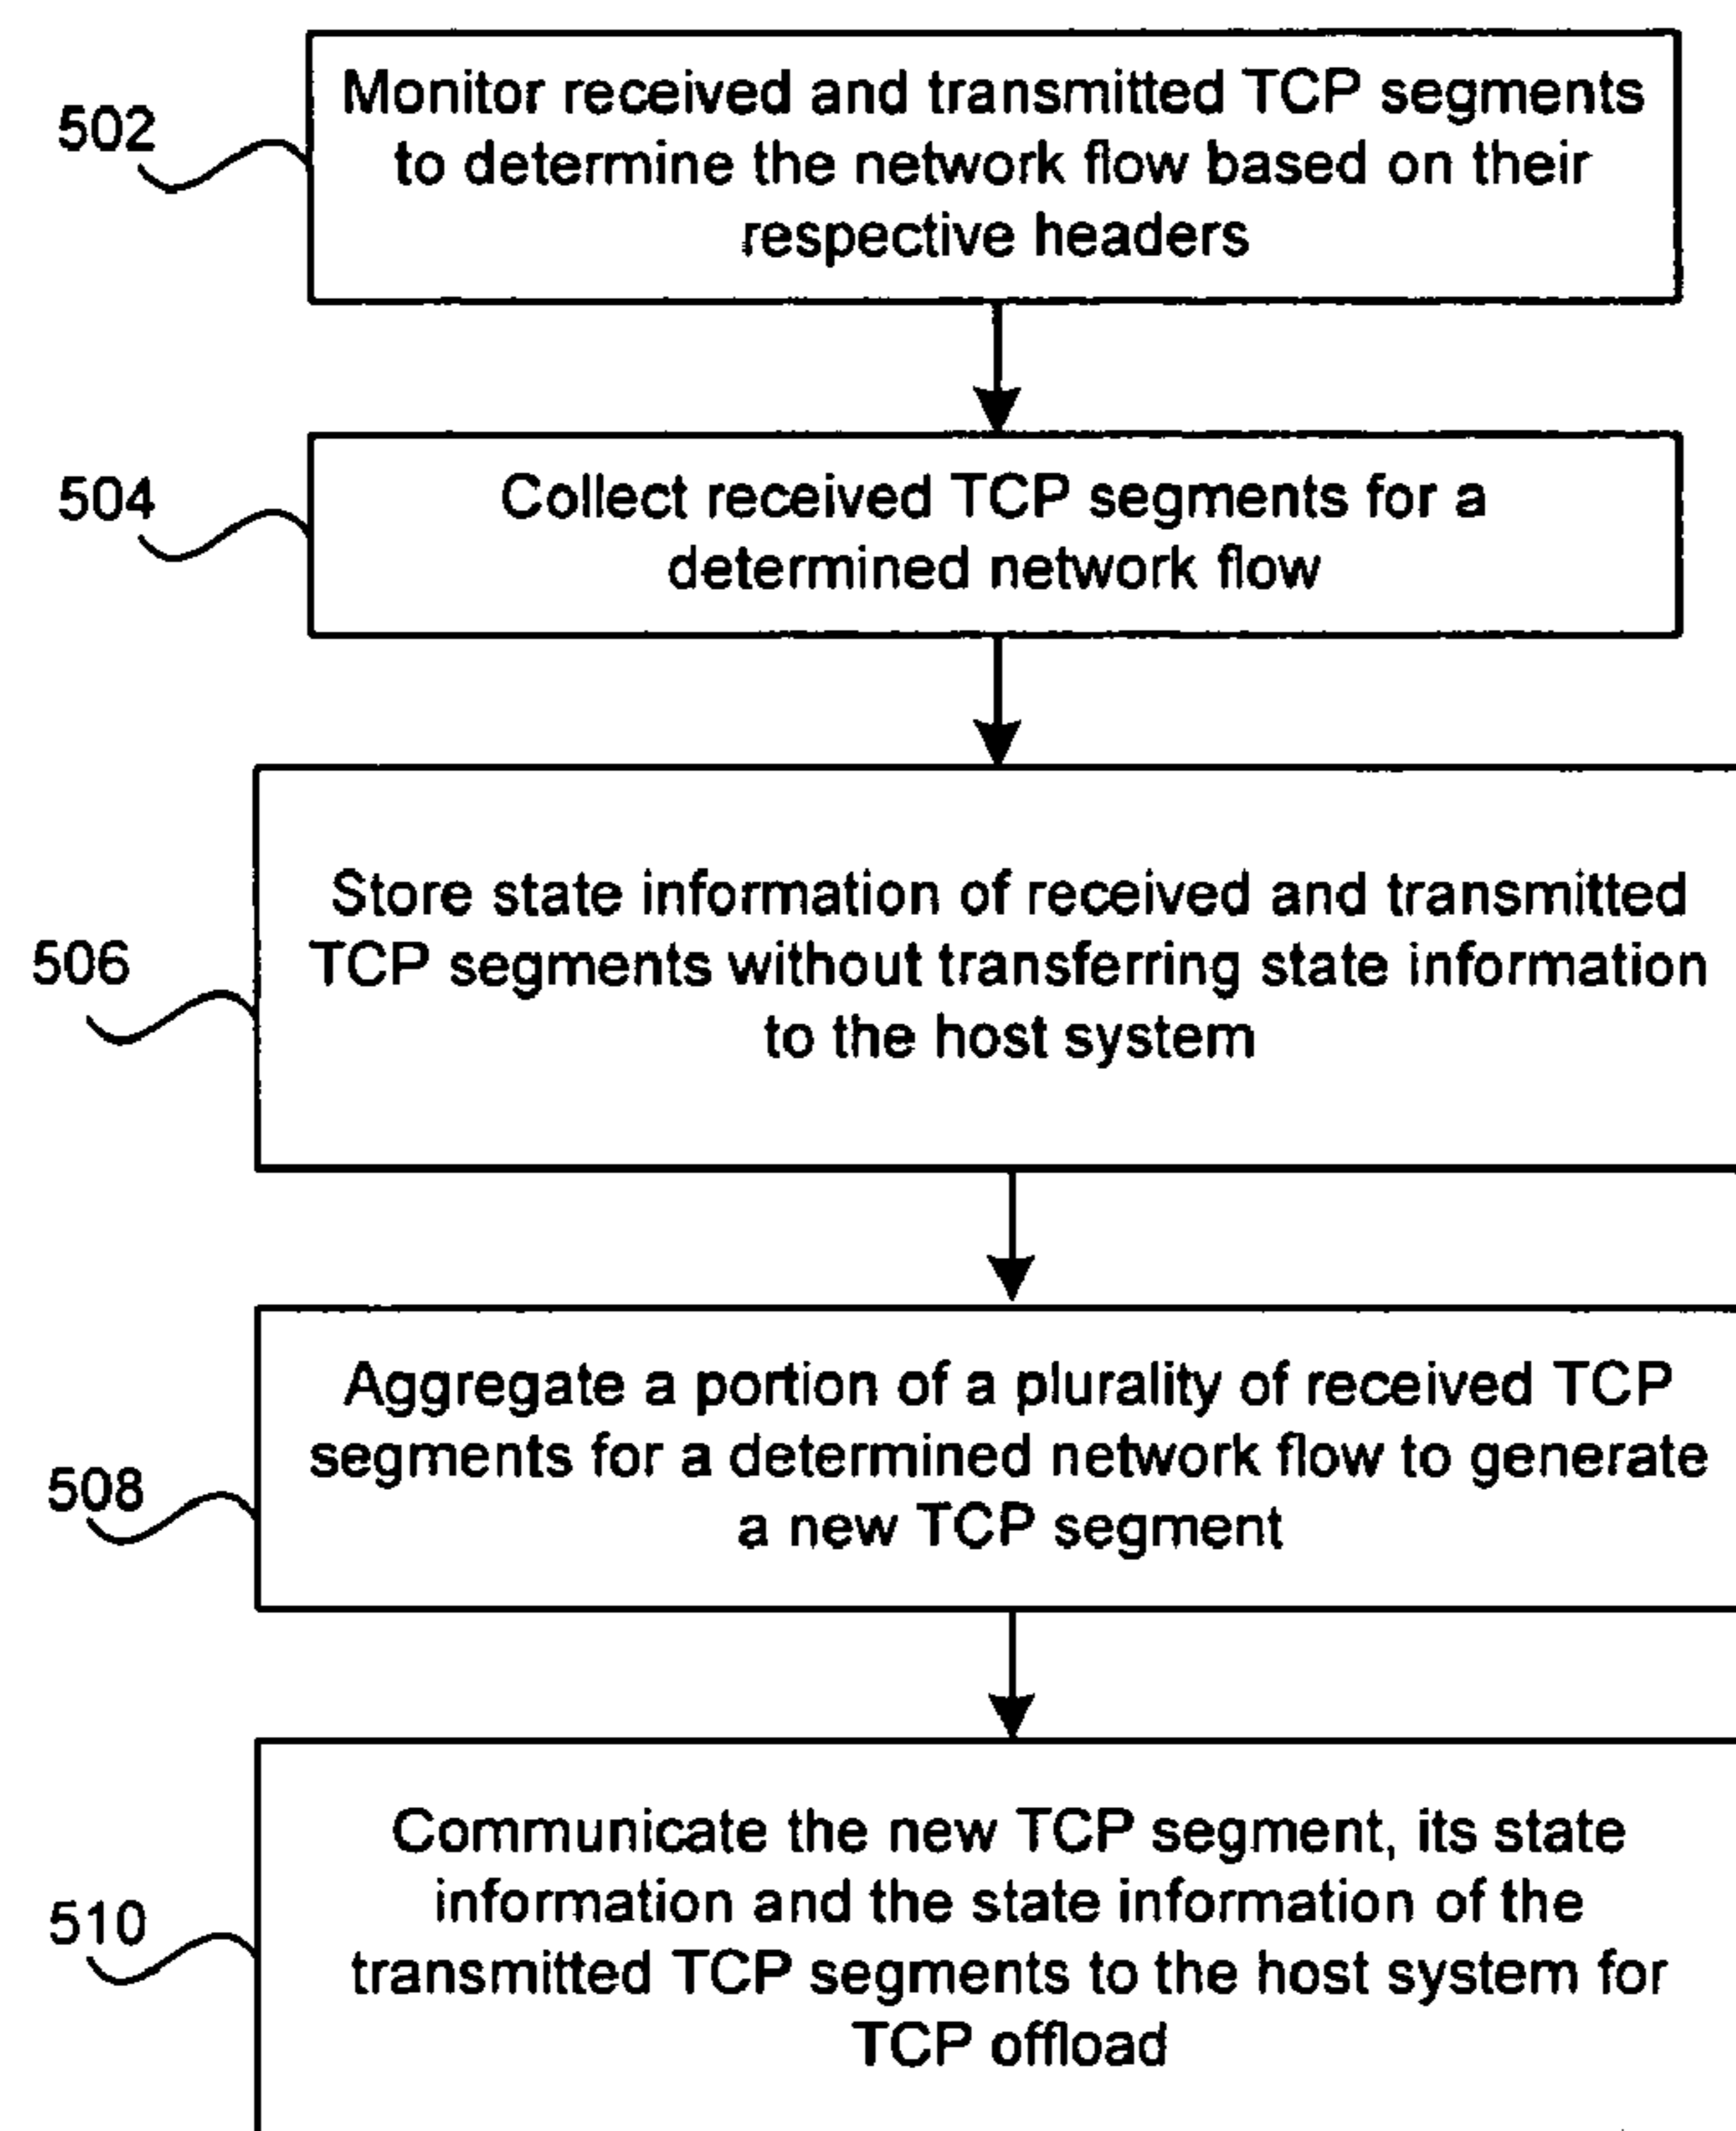 502
Monitor received and transmitted TCP segments
to determine the network flow based on their
respective headers
504
Collect received TCP segments for a
determined network flow
506
Store state information of received and transmitted
TCP segments without transferring state information
to the host system
508
Aggregate a portion of a plurality of received TCP
segments for a determined network flow to generate
a new TCP segment
510
Communicate the new TCP segment, its state
information and the state information of the
transmitted TCP segments to the host system for
TCP offload